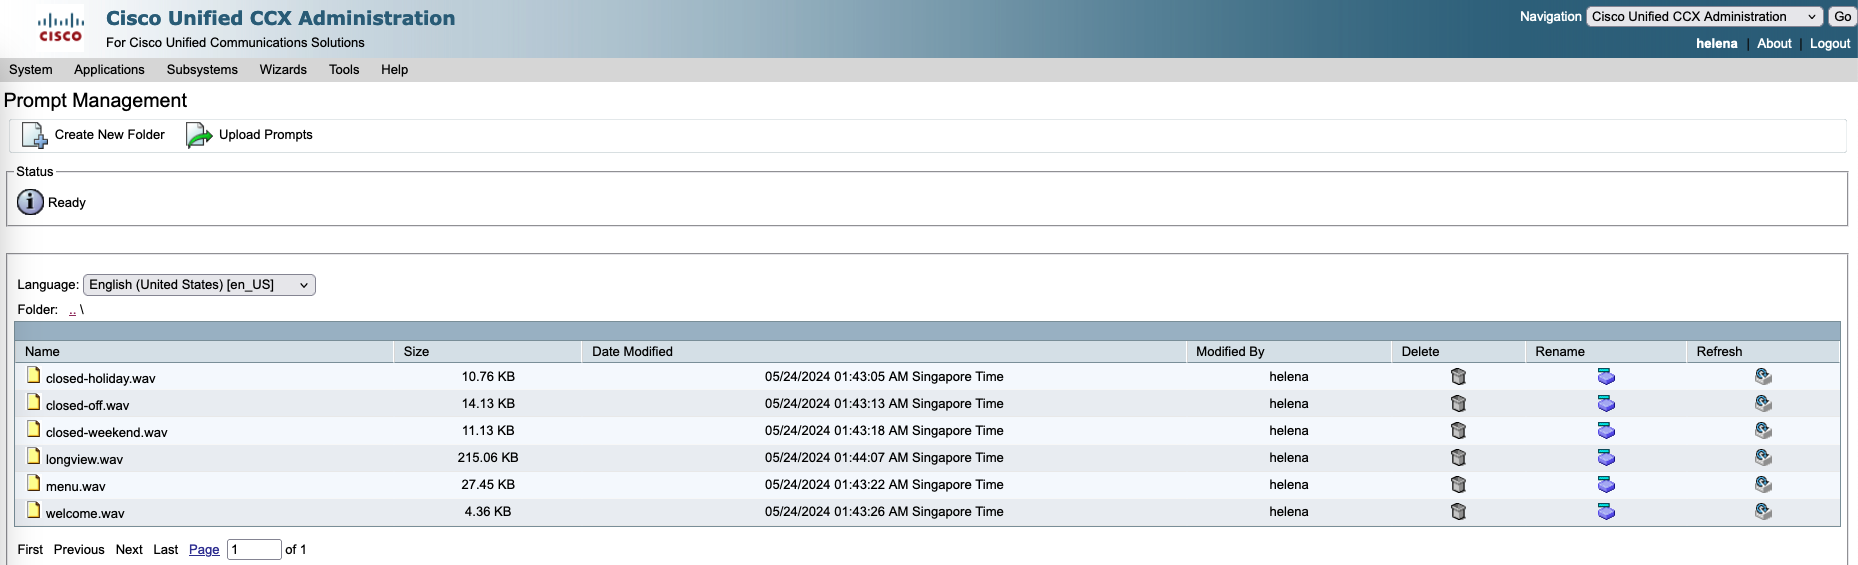 CISCO
Cisco Unified CCX Administration
For Cisco Unified Communications Solutions
Navigation Cisco Unified CCX Administration Go
helena | About | Logout
System Applications Subsystems Wizards Tools Help
Prompt Management
Create New Folder Upload Prompts
Status
i Ready
Language: English (United States) [en_US]
Folder: .. \
Name Size Date Modified Modified By Delete Rename Refresh
closed-holiday.wav 10.76 KB 05/24/2024 01:43:05 AM Singapore Time helena
closed-off.wav 14.13 KB 05/24/2024 01:43:13 AM Singapore Time helena
closed-weekend.wav 11.13 KB 05/24/2024 01:43:18 AM Singapore Time helena
longview.wav 215.06 KB 05/24/2024 01:44:07 AM Singapore Time helena
menu.wav 27.45 KB 05/24/2024 01:43:22 AM Singapore Time helena
welcome.wav 4.36 KB 05/24/2024 01:43:26 AM Singapore Time helena
First Previous Next Last Page 1 of 1